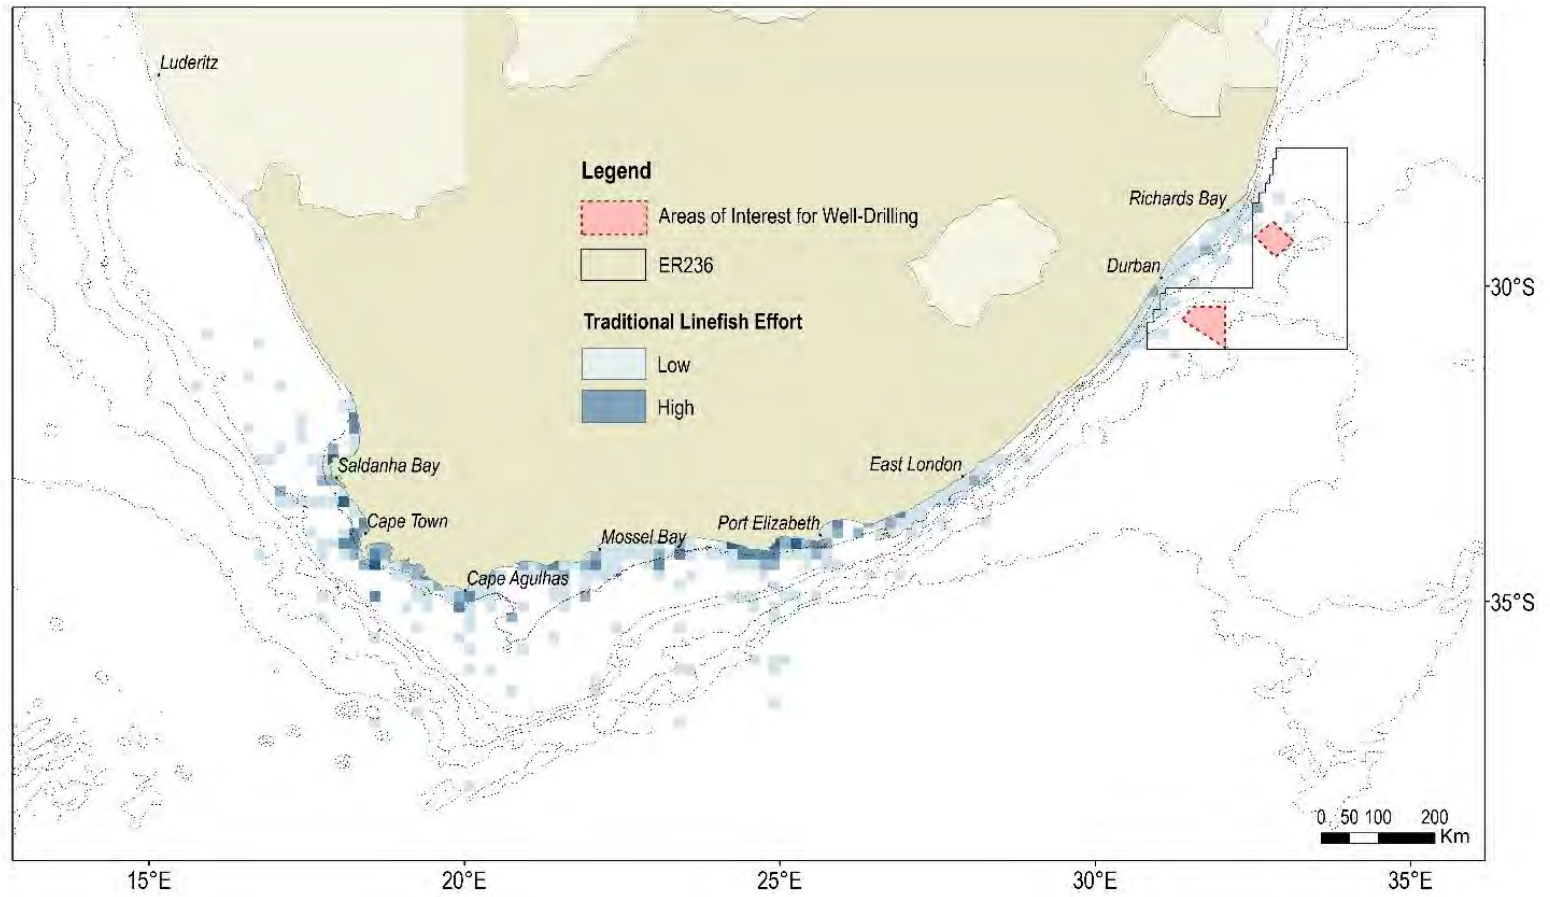 Luderitz
Legend
Areas of Interest for Well-Drilling
ER236
Traditional Linefish Effort
Low
High
Richards Bay
Durban
30°S
Saldanha Bay
East London
Cape Town
Port Elizabeth
Mossel Bay
Cape Agulhas
35°S
0 50 100 200
Km
15°E 20°E 25°E 30°E 35°E